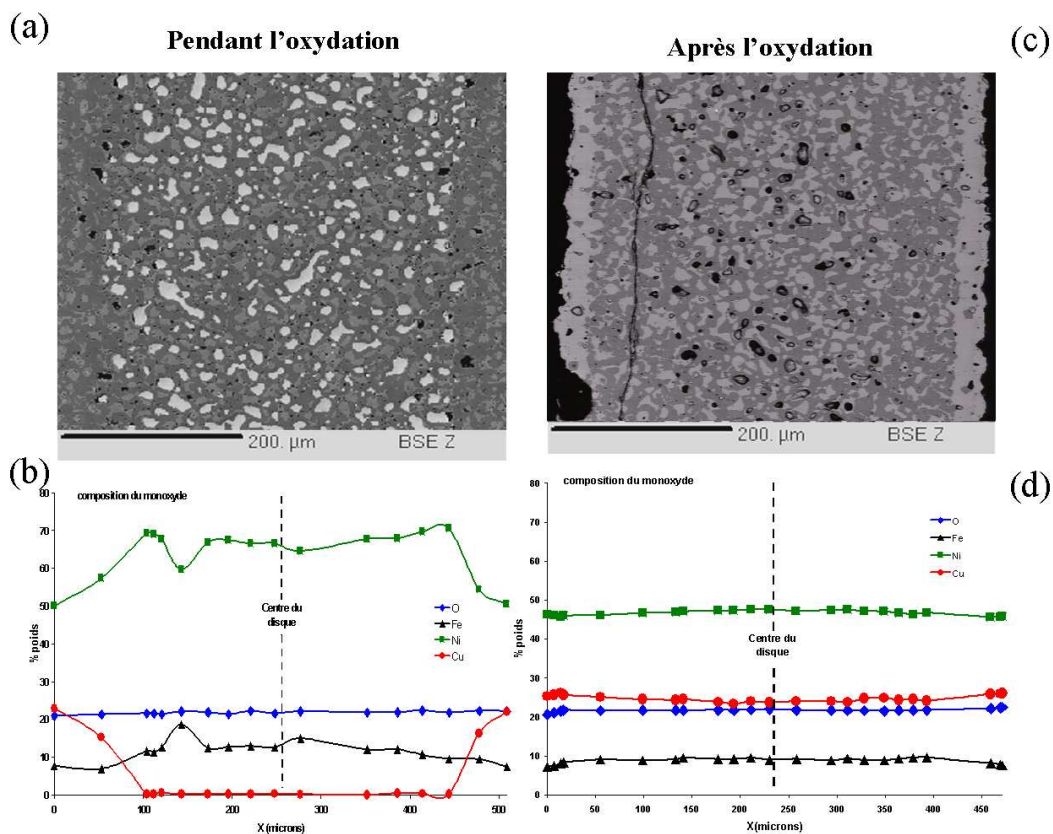 (a)
Pendant l'oxydation
Après l'oxydation
(c)
200. µm BSE Z
200. µm BSE Z
(b)
composition du monoxyde
80
70
60
50
40
30
20
10
0
% poids
Centre du
disque
O
Fe
Ni
Cu
0 100 200 300 400 500
X (microns)
(d)
composition du monoxyde
80
70
60
50
40
30
20
10
0
% poids
O
Fe
Ni
Cu
Centre du
disque
0 50 100 150 200 250 300 350 400 450
X(microns)